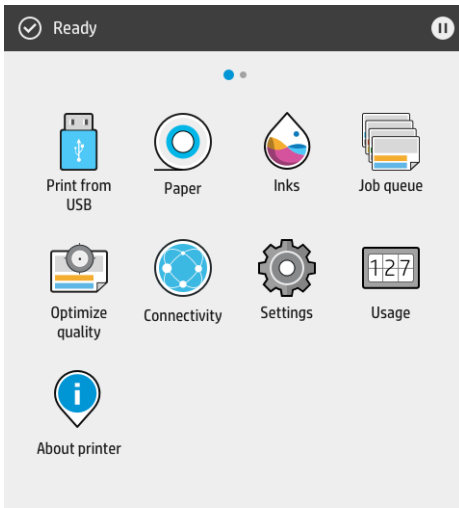 Ready
Print from
USB
Paper
Inks
Job queue
Optimize
quality
Connectivity
Settings
127
Usage
i
About printer